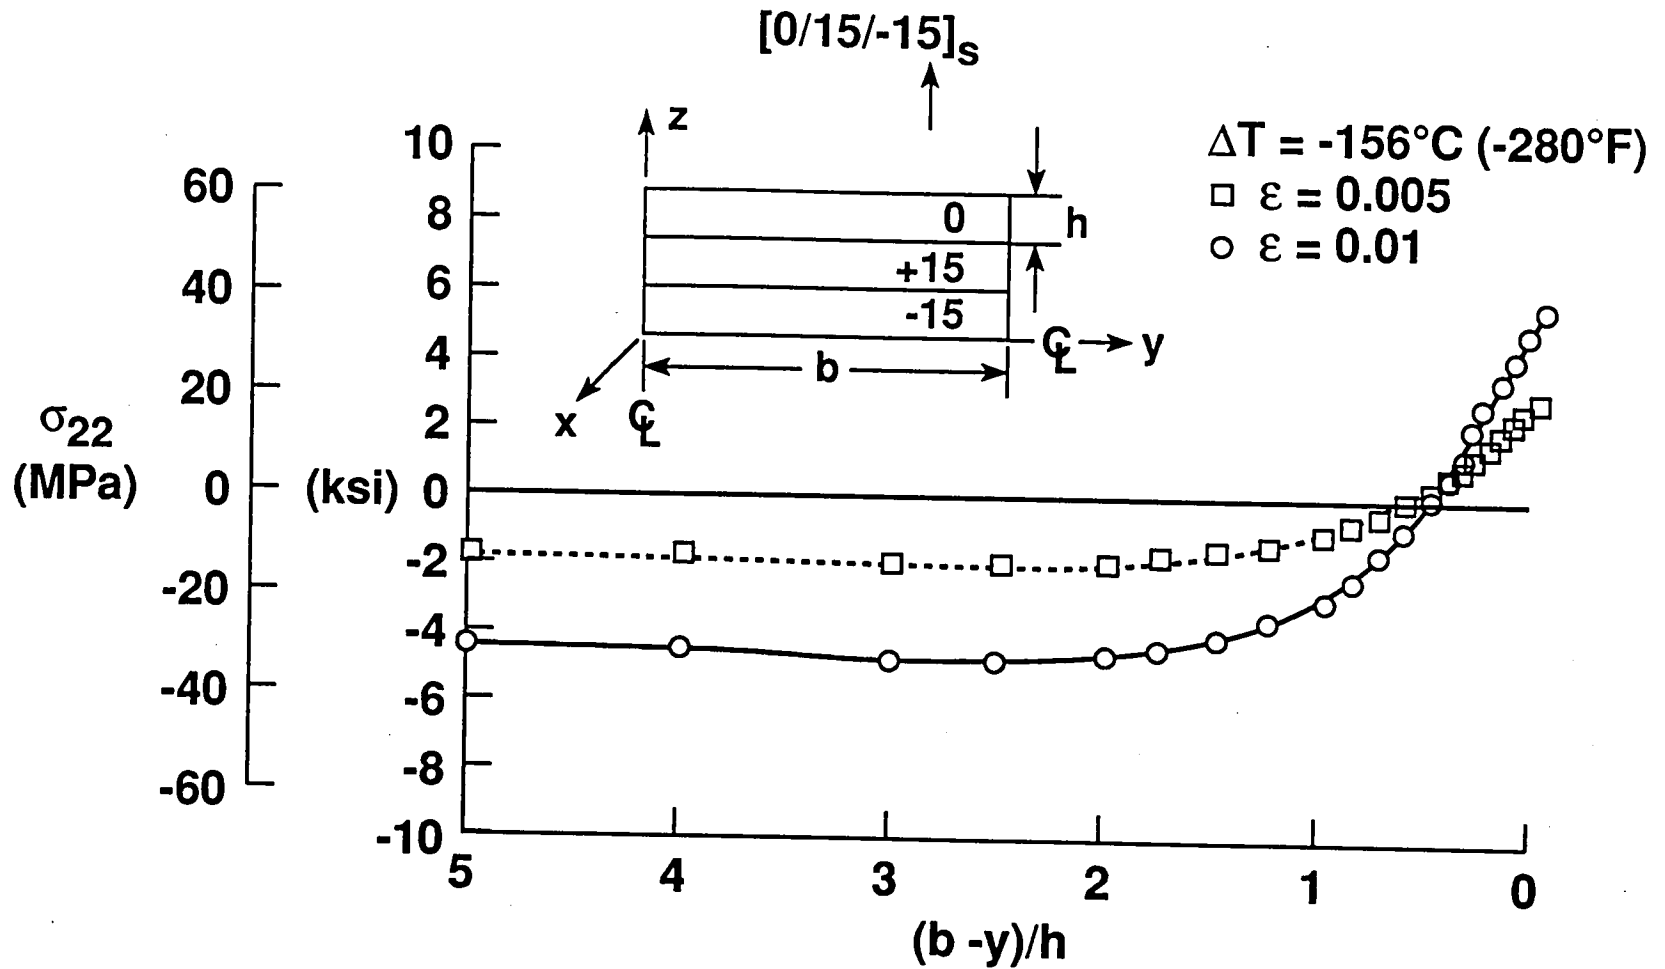 [0/15/-15]s
z
ΔT = -156°C (-280°F)
□ ε = 0.005
○ ε = 0.01
0
h
+15
-15
b
℄
y
x
℄
σ22
(MPa)
60
40
20
0
-20
-40
-60
(ksi)
10
8
6
4
2
0
-2
-4
-6
-8
-10
5 4 3 2 1 0
(b -y)/h